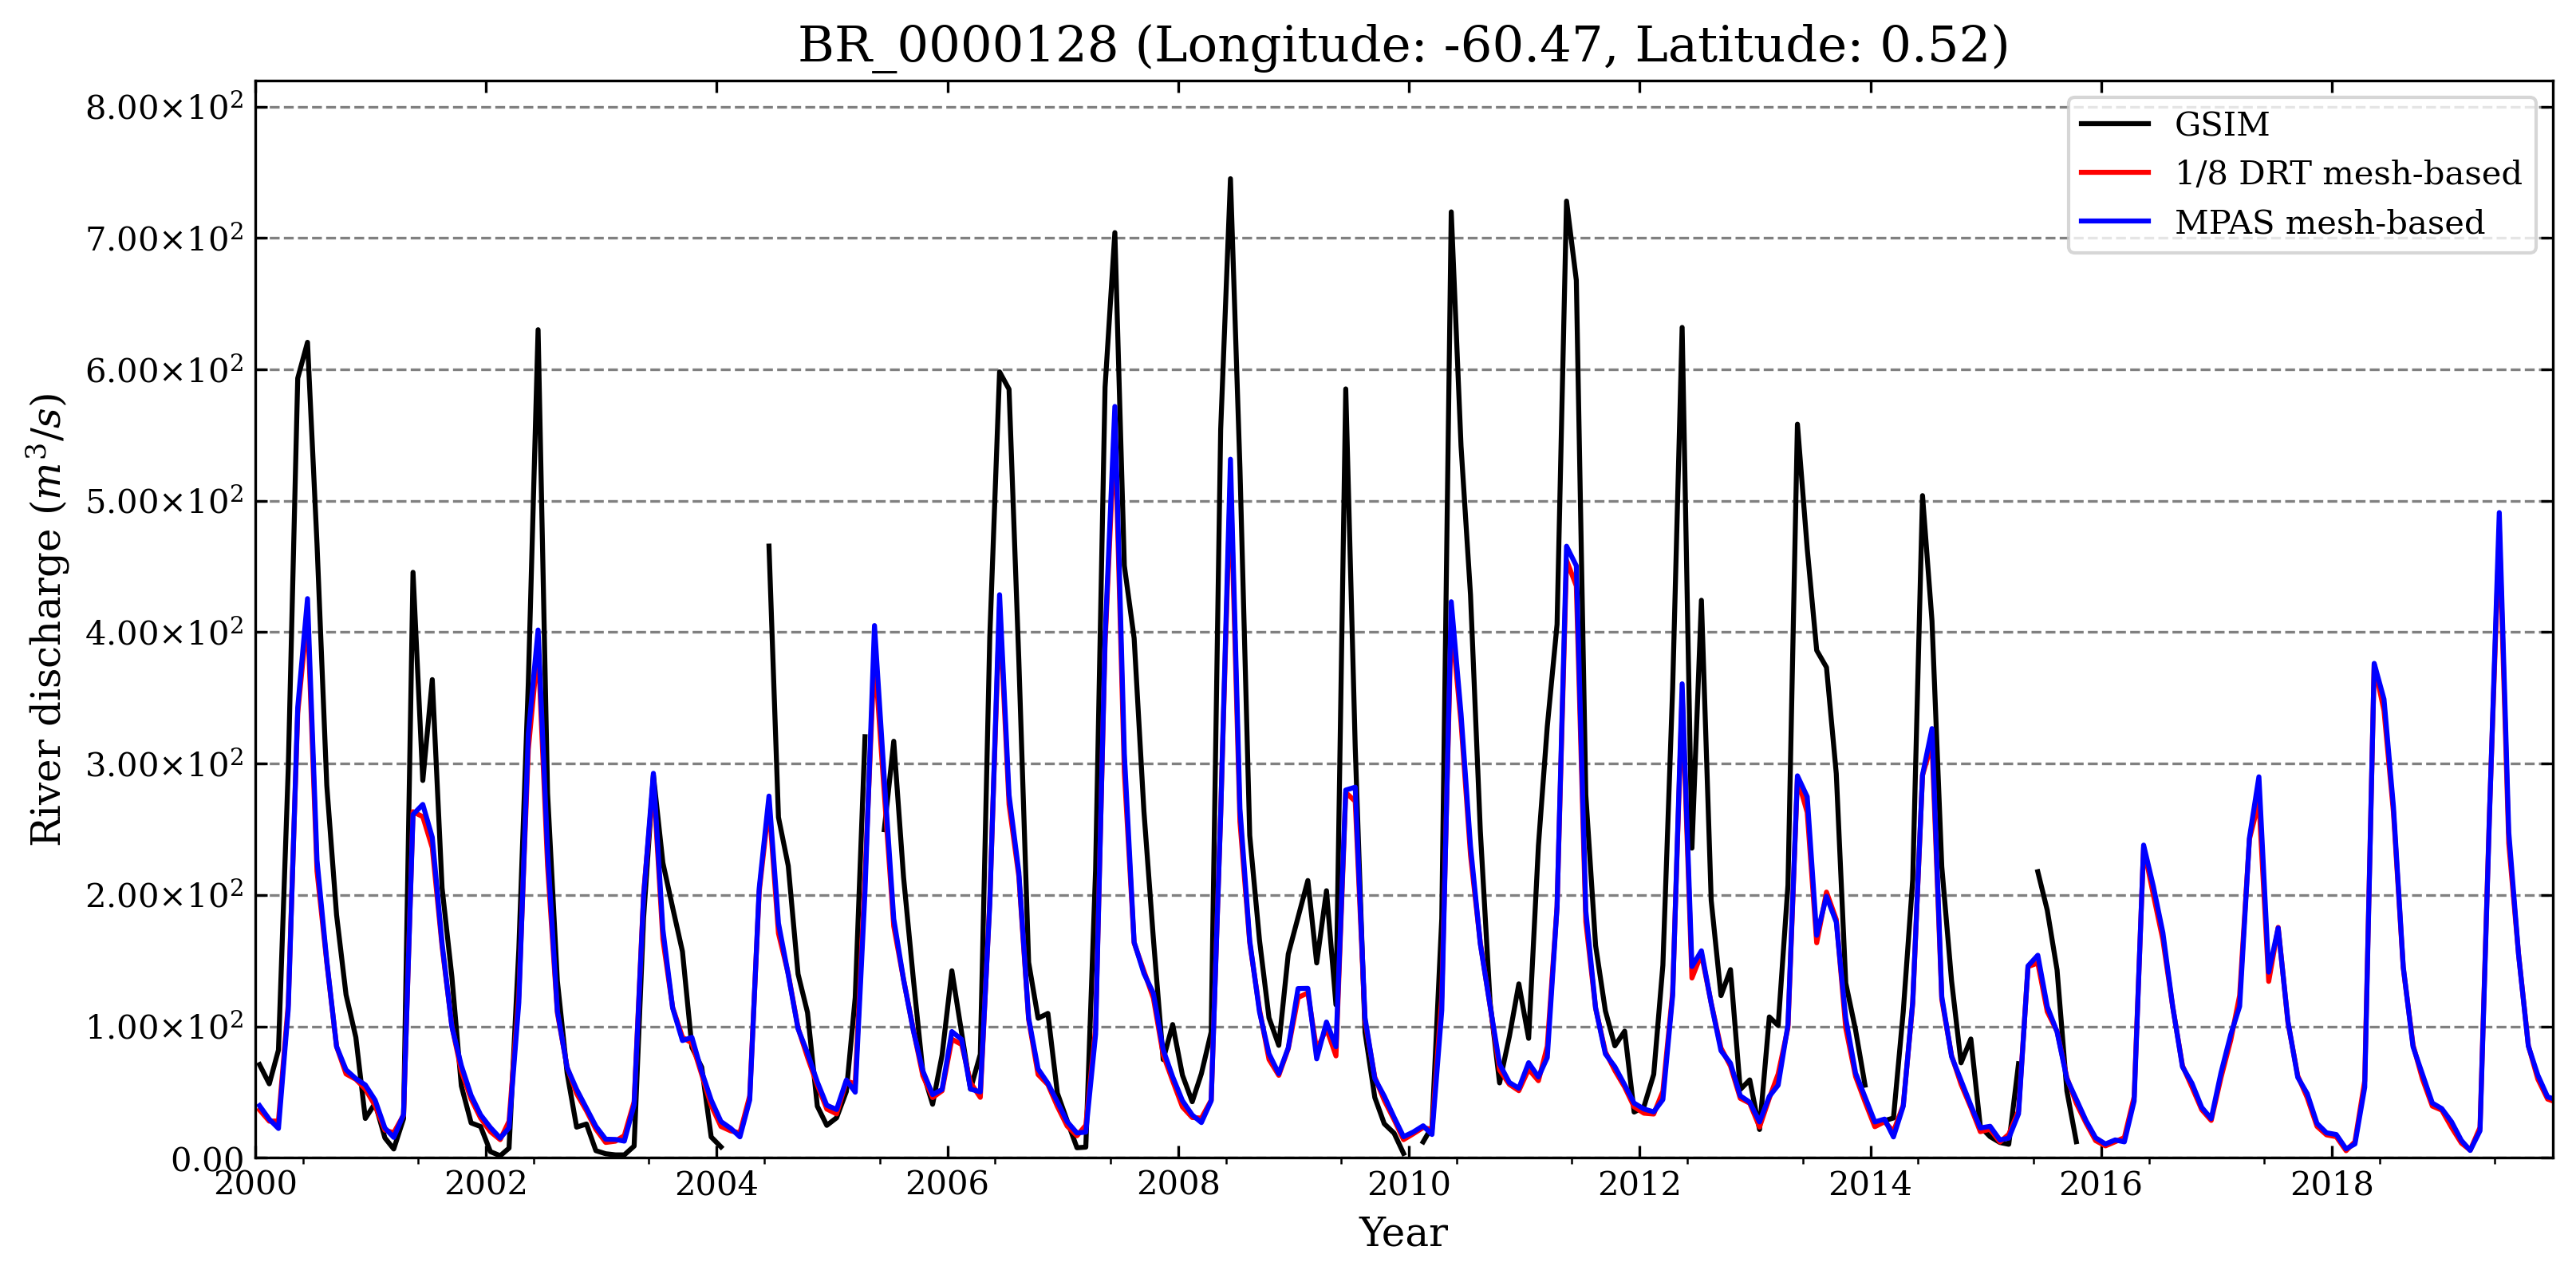 BR_0000128 (Longitude: -60.47, Latitude: 0.52)
8.00×10²
7.00×10²
6.00×10²
5.00×10²
4.00×10²
3.00×10²
2.00×10²
1.00×10²
0.00
River discharge (m³/s)
GSIM
1/8 DRT mesh-based
MPAS mesh-based
2000 2002 2004 2006 2008 2010 2012 2014 2016 2018
Year